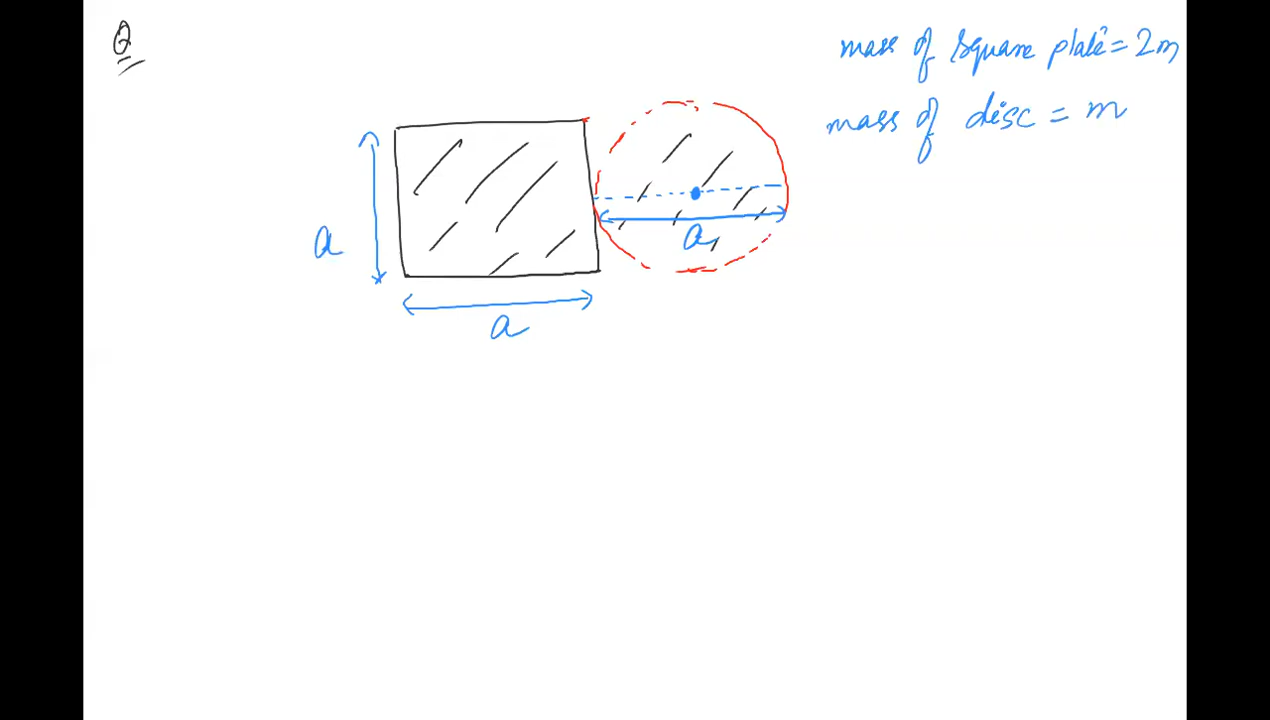 Q
mass of square plate = 2m
mass of disc = m
a
a
a